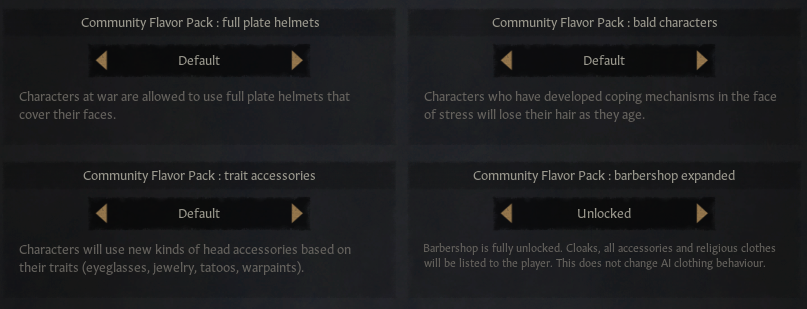 Community Flavor Pack : full plate helmets
Default
Characters at war are allowed to use full plate helmets that
cover their faces.
Community Flavor Pack : bald characters
Default
Characters who have developed coping mechanisms in the face
of stress will lose their hair as they age.
Community Flavor Pack : trait accessories
Default
Characters will use new kinds of head accessories based on
their traits (eyeglasses, jewelry, tatoos, warpaints).
Community Flavor Pack : barbershop expanded
Unlocked
Barbershop is fully unlocked. Cloaks, all accessories and religious clothes
will be listed to the player. This does not change AI clothing behaviour.